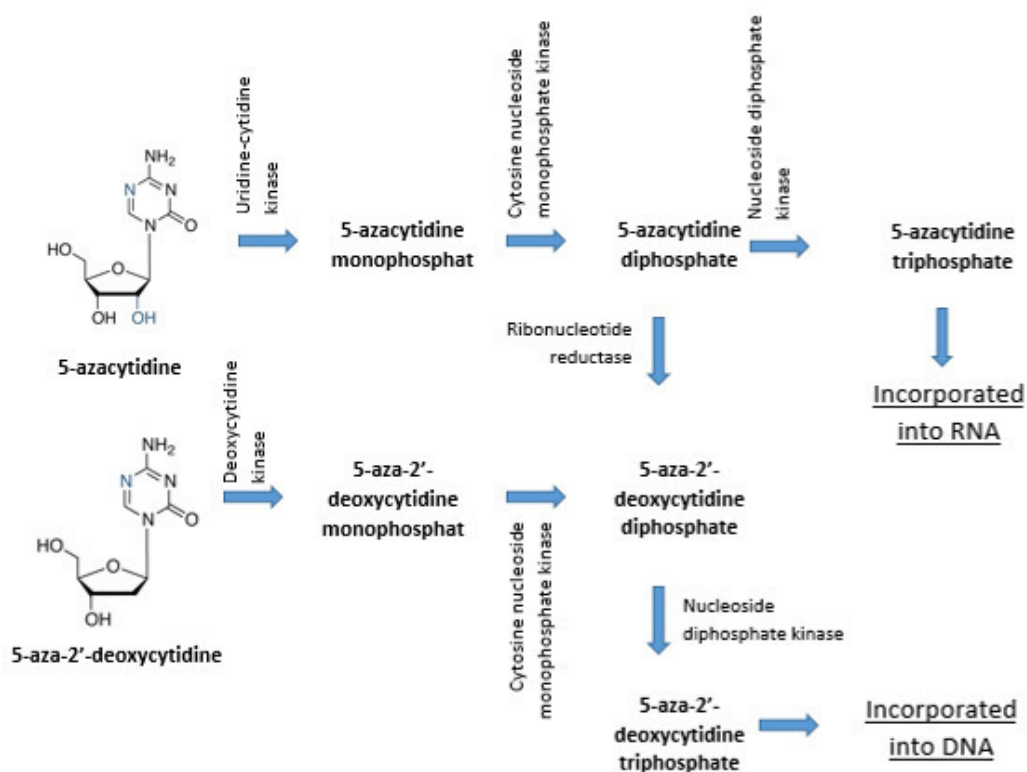 Uridine-cytidine
kinase
Cytosine nucleoside
monophosphate kinase
Nucleoside diphosphate
kinase
NH2
N
N
N
O
HO
O
OH
OH
5-azacytidine
5-azacytidine
monophosphat
5-azacytidine
diphosphate
5-azacytidine
triphosphate
Ribonucleotide
reductase
Incorporated
into RNA
Deoxycytidine
kinase
NH2
N
N
N
O
HO
O
OH
5-aza-2’-deoxycytidine
5-aza-2’-
deoxycytidine
monophosphat
Cytosine nucleoside
monophosphate kinase
5-aza-2’-
deoxycytidine
diphosphate
Nucleoside
diphosphate kinase
5-aza-2’-
deoxycytidine
triphosphate
Incorporated
into DNA